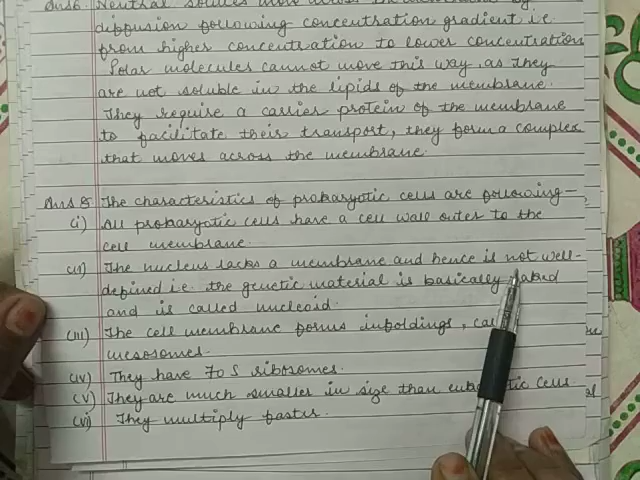 Ans 6. Neutral solutes move across the membrane by
diffusion following concentration gradient i.e
from higher concentration to lower concentration
Polar molecules cannot move this way, as they
are not soluble in the lipids of the membrane.
They require a carrier protein of the membrane
to facilitate their transport, they form a complex
that moves across the membrane.
Ans 8 The characteristics of prokaryotic cells are following-
(i) All prokaryotic cells have a cell wall outer to the
cell membrane.
(ii) The nucleus lacks a membrane and hence is not well-
defined i.e. the genetic material is basically naked
and is called nucleoid.
(iii) The cell membrane forms infoldings,
mesosomes.
(iv) They have 70 S ribosomes.
(v) They are much smaller in size than cell.
(vi) They multiply faster.